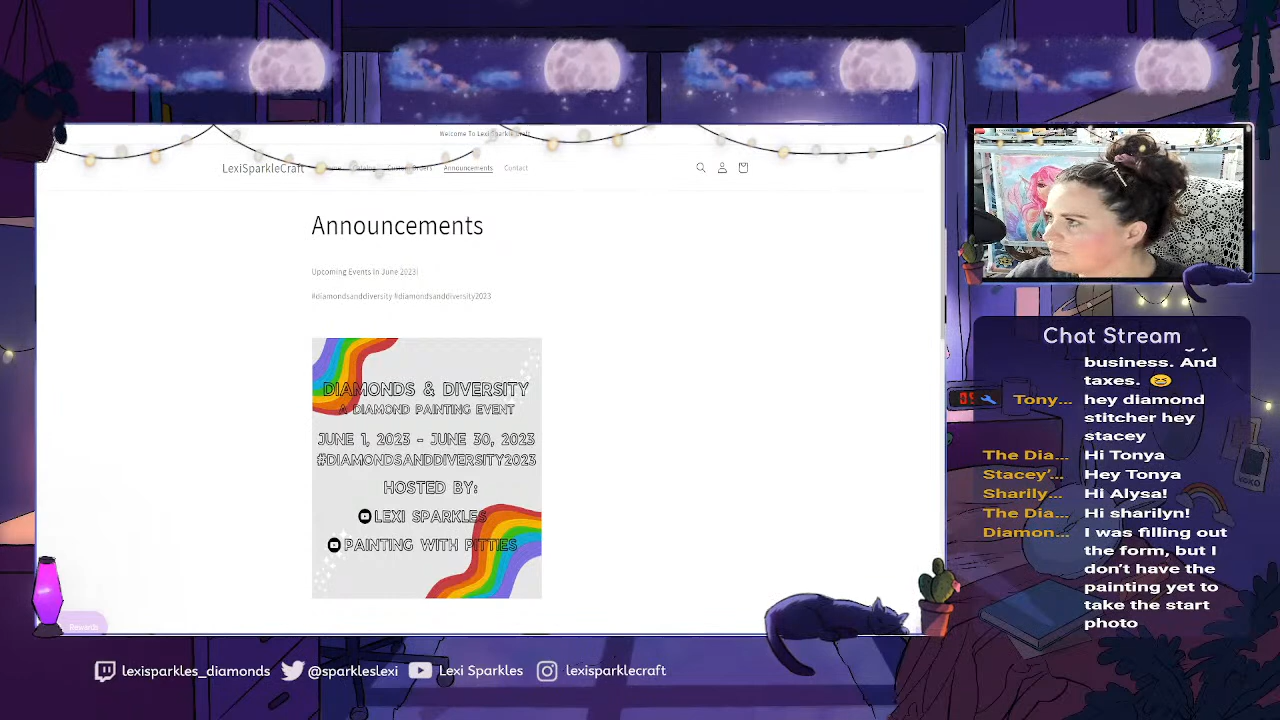 Welcome To LexiSparkleCraft
LexiSparkleCraft
Custom Orders
Announcements
Contact
Announcements
Upcoming Events In June 2023!
#diamondsanddiversity #diamondsanddiversity2023
DIAMONDS & DIVERSITY
A DIAMOND PAINTING EVENT
JUNE 1, 2023 - JUNE 30, 2023
#DIAMONDSANDDIVERSITY2023
HOSTED BY:
LEXI SPARKLES
PAINTING WITH PITTIES
Rewards
Chat Stream
business. And
taxes.
Tony... hey diamond
stitcher hey
stacey
The Dia... Hi Tonya
Stacey'... Hey Tonya
Sharily... Hi Alysa!
The Dia... Hi sharilyn!
Diamon... I was filling out
the form, but I
don't have the
painting yet to
take the start
photo
XOXO
lexisparkles_diamonds @sparkleslexi Lexi Sparkles lexisparklecraft